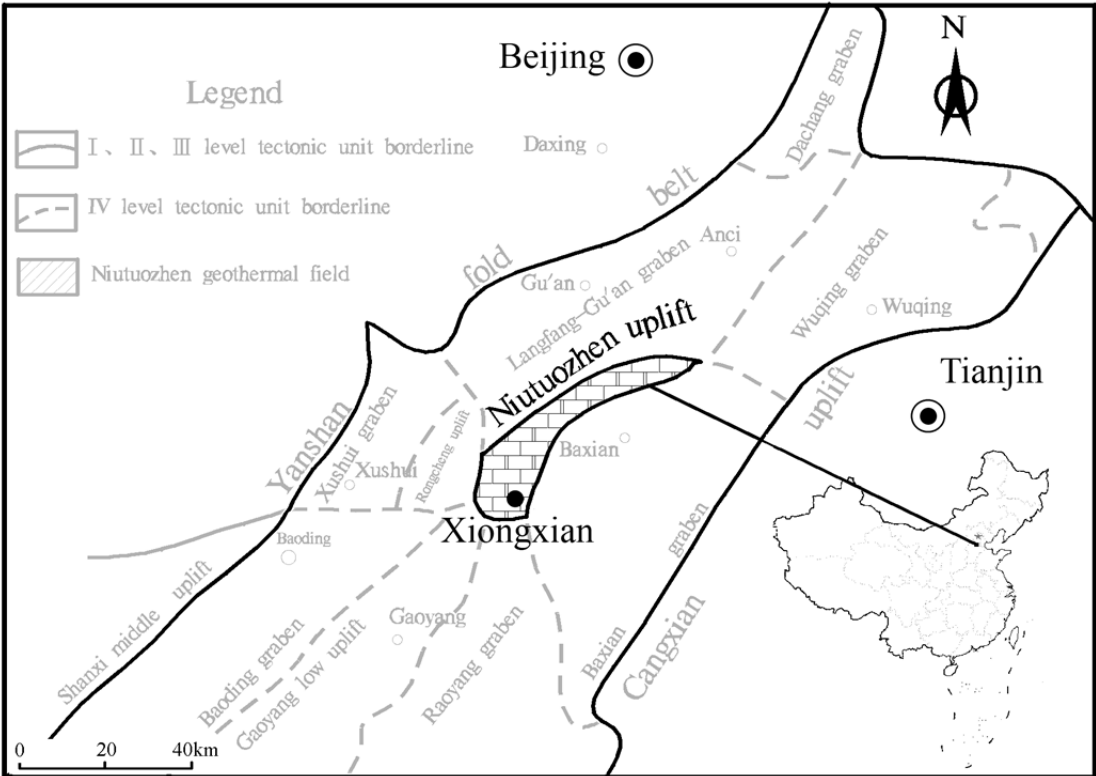 Beijing
N
Legend
I、II、III level tectonic unit borderline
IV level tectonic unit borderline
Niutuozhen geothermal field
Daxing
Dachang graben
Yanshan fold belt
Anci
Gu'an
Langfang-Gu'an graben
Wuqing graben
Wuqing
Niutuozhen uplift
Tianjin
Xushui graben
Xushui
Rongcheng uplift
Baxian
Xiongxian
Baoding
Shanxi middle uplift
Gaoyang
Baoding graben
Gaoyang low uplift
Raoyang graben
Baxian graben
Cangxian uplift
0 20 40km